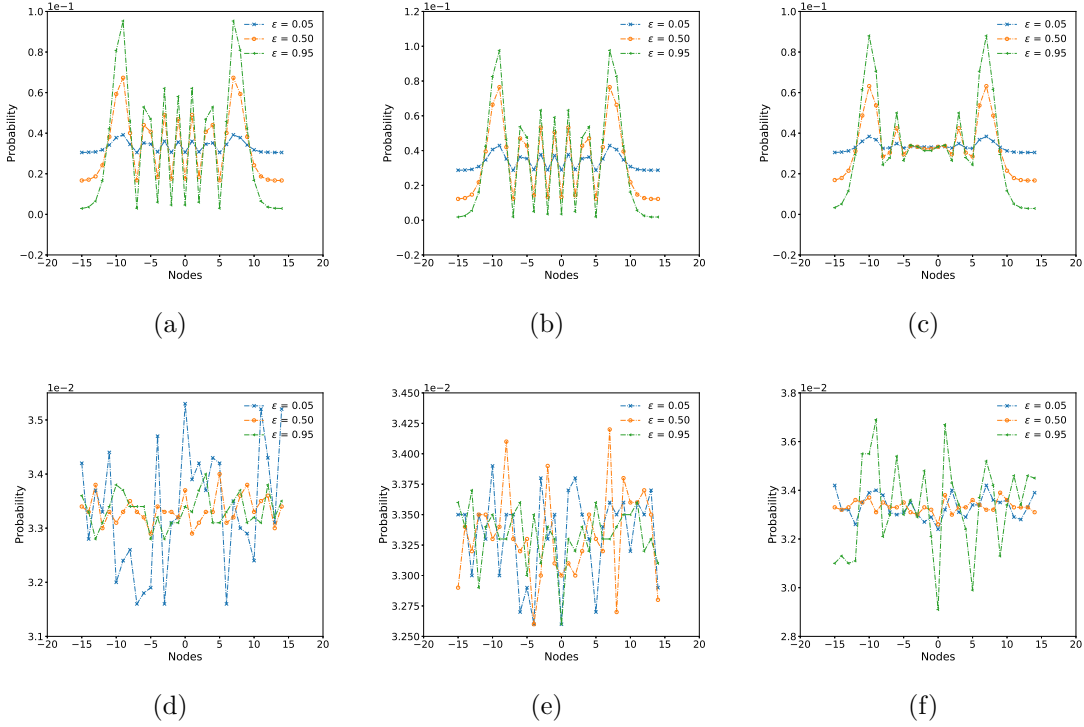 1e−1
1.0
0.8
0.6
0.4
0.2
0.0
−0.2
Probability
ε = 0.05
ε = 0.50
ε = 0.95
−20 −15 −10 −5 0 5 10 15 20
Nodes
(a)
1e−1
1.2
1.0
0.8
0.6
0.4
0.2
0.0
−0.2
Probability
ε = 0.05
ε = 0.50
ε = 0.95
−20 −15 −10 −5 0 5 10 15 20
Nodes
(b)
1e−1
1.0
0.8
0.6
0.4
0.2
0.0
−0.2
Probability
ε = 0.05
ε = 0.50
ε = 0.95
−20 −15 −10 −5 0 5 10 15 20
Nodes
(c)
1e−2
3.5
3.4
3.3
3.2
3.1
Probability
ε = 0.05
ε = 0.50
ε = 0.95
−20 −15 −10 −5 0 5 10 15 20
Nodes
(d)
1e−2
3.450
3.425
3.400
3.375
3.350
3.325
3.300
3.275
3.250
Probability
ε = 0.05
ε = 0.50
ε = 0.95
−20 −15 −10 −5 0 5 10 15 20
Nodes
(e)
1e−2
3.8
3.6
3.4
3.2
3.0
2.8
Probability
ε = 0.05
ε = 0.50
ε = 0.95
−20 −15 −10 −5 0 5 10 15 20
Nodes
(f)